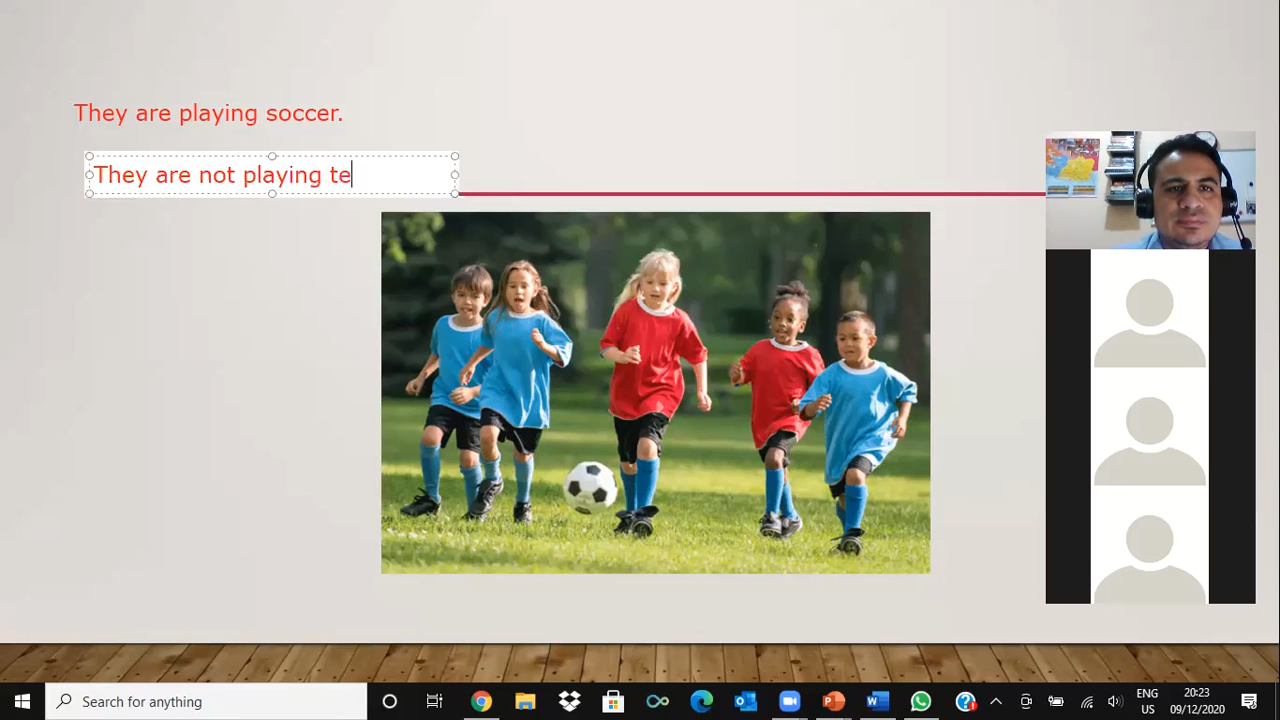 They are playing soccer.
They are not playing te
Search for anything
ENG
US
20:23
09/12/2020